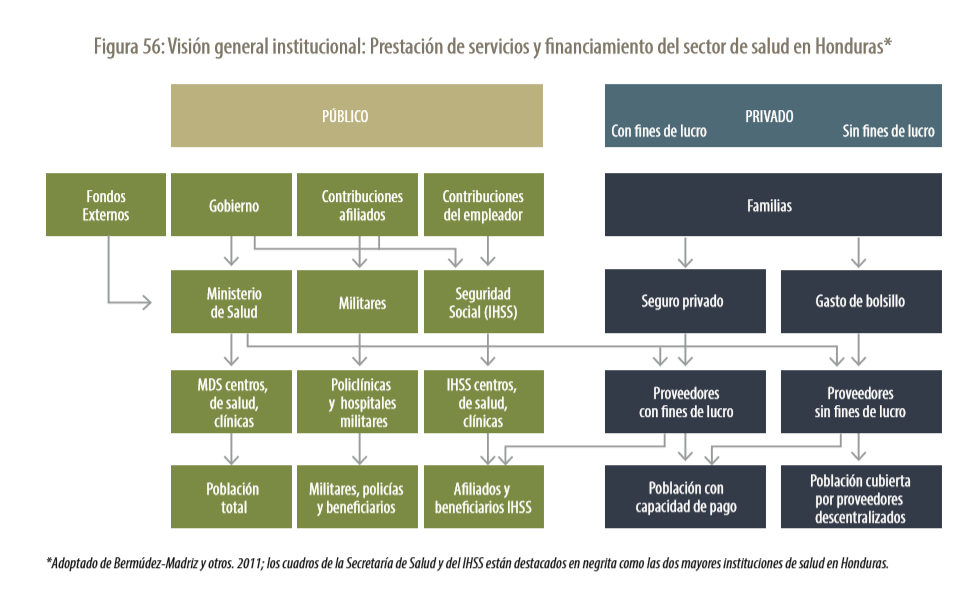 Figura 56: Visión general institucional: Prestación de servicios y financiamiento del sector de salud en Honduras*
PÚBLICO
PRIVADO
Con fines de lucro
Sin fines de lucro
Fondos
Externos
Gobierno
Contribuciones
afiliados
Contribuciones
del empleador
Familias
Ministerio
de Salud
Militares
Seguridad
Social (IHSS)
Seguro privado
Gasto de bolsillo
MDS centros,
de salud,
clínicas
Policlínicas
y hospitales
militares
IHSS centros,
de salud,
clínicas
Proveedores
con fines de lucro
Proveedores
sin fines de lucro
Población
total
Militares, policías
y beneficiarios
Afiliados y
beneficiarios IHSS
Población con
capacidad de pago
Población cubierta
por proveedores
descentralizados
*Adoptado de Bermúdez-Madriz y otros. 2011; los cuadros de la Secretaría de Salud y del IHSS están destacados en negrita como las dos mayores instituciones de salud en Honduras.